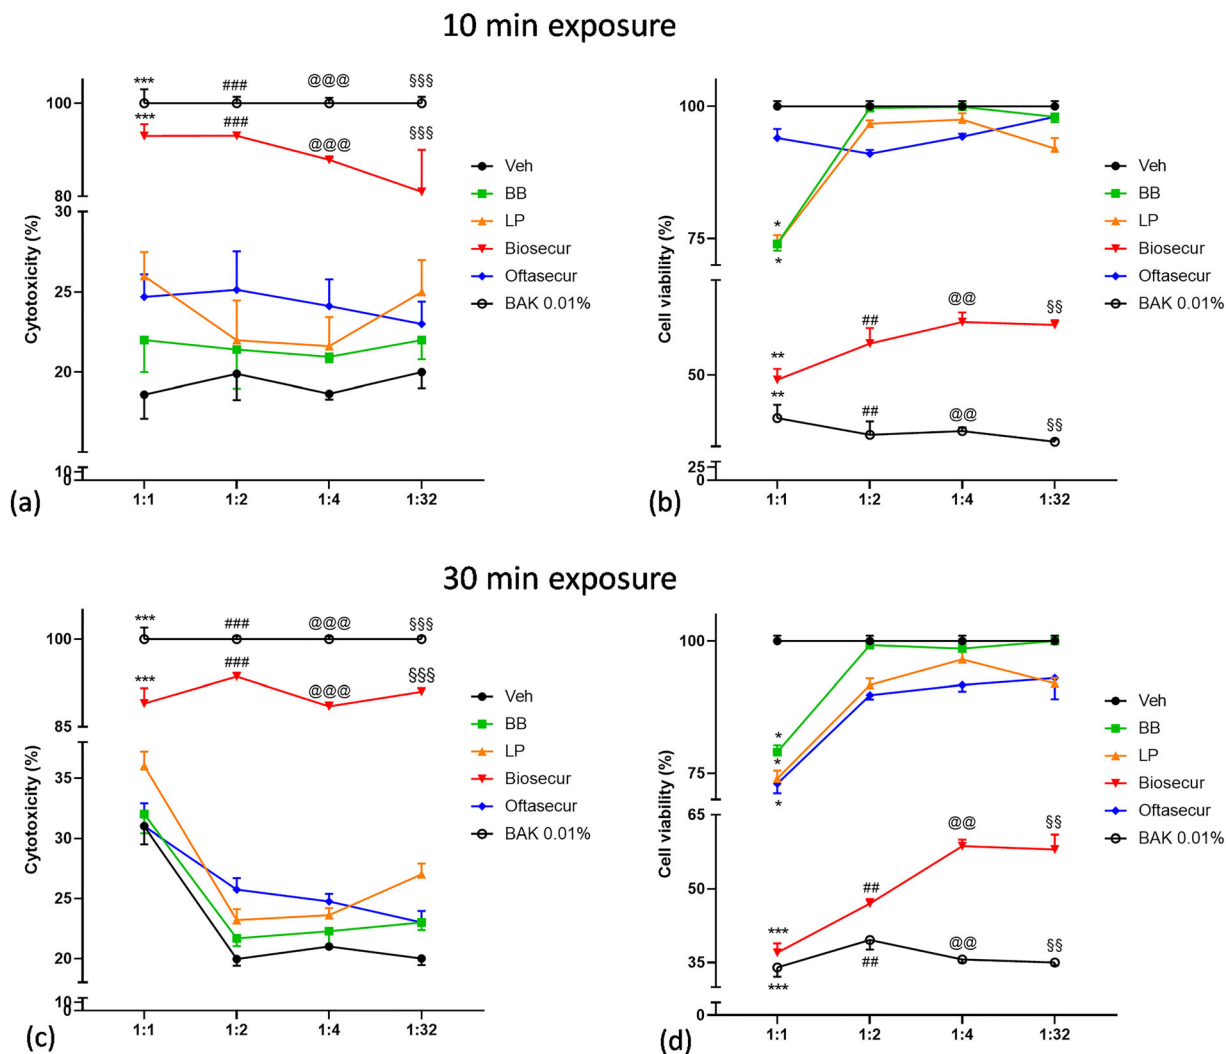 10 min exposure
***
###
@@@
§§§
100
***
###
@@@
§§§
80
30
25
20
10
0
Cytotoxicity (%)
1:1
1:2
1:4
1:32
Veh
BB
LP
Biosecur
Oftasecur
BAK 0.01%
(a)
100
75
50
25
0
Cell viability (%)
*
*
**
##
@@
§§
**
##
@@
§§
1:1
1:2
1:4
1:32
Veh
BB
LP
Biosecur
Oftasecur
BAK 0.01%
(b)
30 min exposure
***
###
@@@
§§§
100
***
###
@@@
§§§
85
35
30
25
20
10
0
Cytotoxicity (%)
1:1
1:2
1:4
1:32
Veh
BB
LP
Biosecur
Oftasecur
BAK 0.01%
(c)
100
75
65
50
35
0
Cell viability (%)
*
*
*
***
##
@@
§§
***
##
@@
§§
1:1
1:2
1:4
1:32
Veh
BB
LP
Biosecur
Oftasecur
BAK 0.01%
(d)